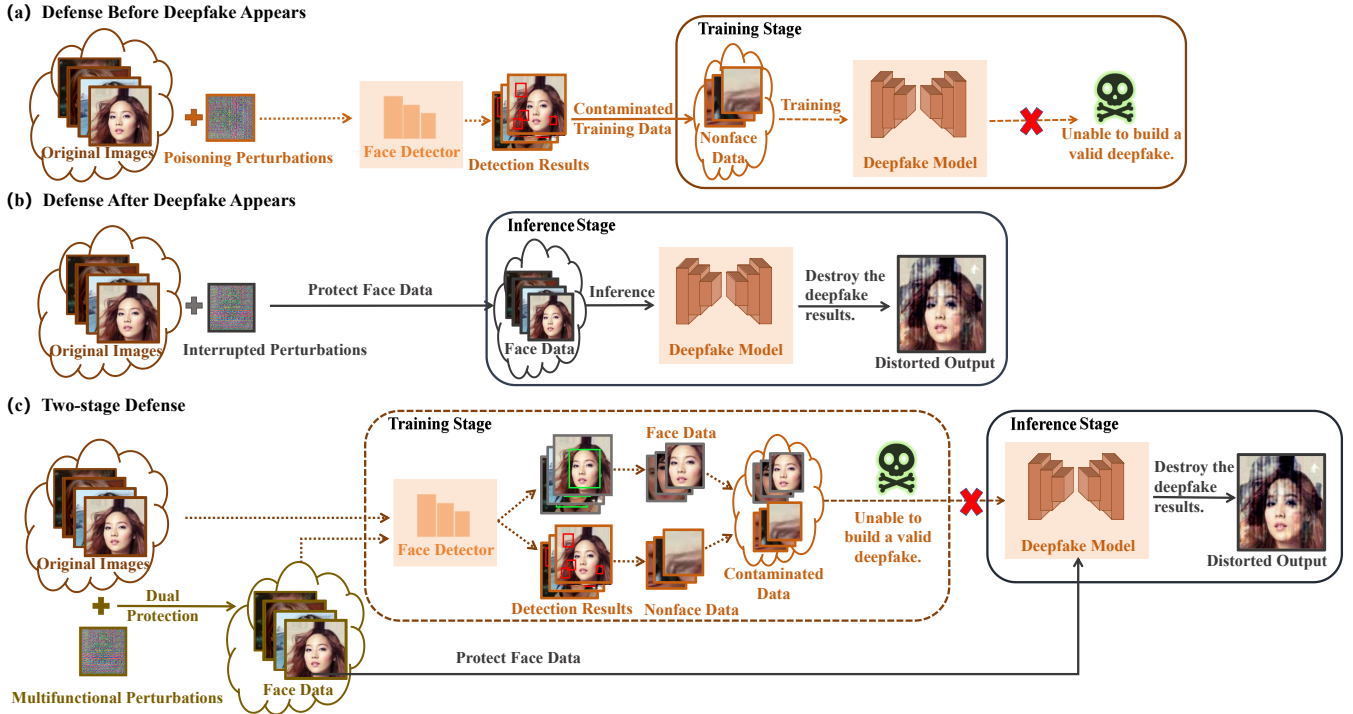 (a) Defense Before Deepfake Appears
Training Stage
Original Images
Poisoning Perturbations
Face Detector
Detection Results
Contaminated
Training Data
Nonface
Data
Training
Deepfake Model
Unable to build a
valid deepfake.
(b) Defense After Deepfake Appears
Inference Stage
Original Images
Interrupted Perturbations
Protect Face Data
Face Data
Inference
Deepfake Model
Destroy the
deepfake
results.
Distorted Output
(c) Two-stage Defense
Training Stage
Original Images
Dual
Protection
Multifunctional Perturbations
Face Data
Face Detector
Detection Results
Face Data
Nonface Data
Contaminated
Data
Unable to
build a valid
deepfake.
Protect Face Data
Inference Stage
Deepfake Model
Destroy the
deepfake
results.
Distorted Output